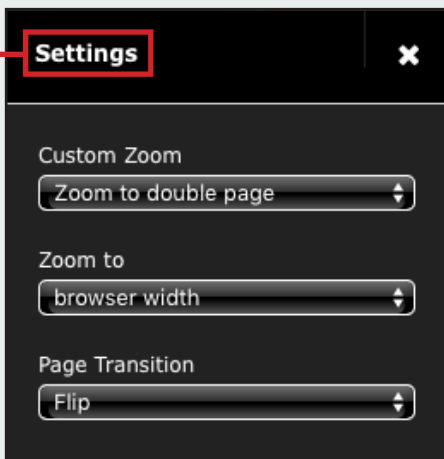 Settings
Custom Zoom
Zoom to double page
Zoom to
browser width
Page Transition
Flip